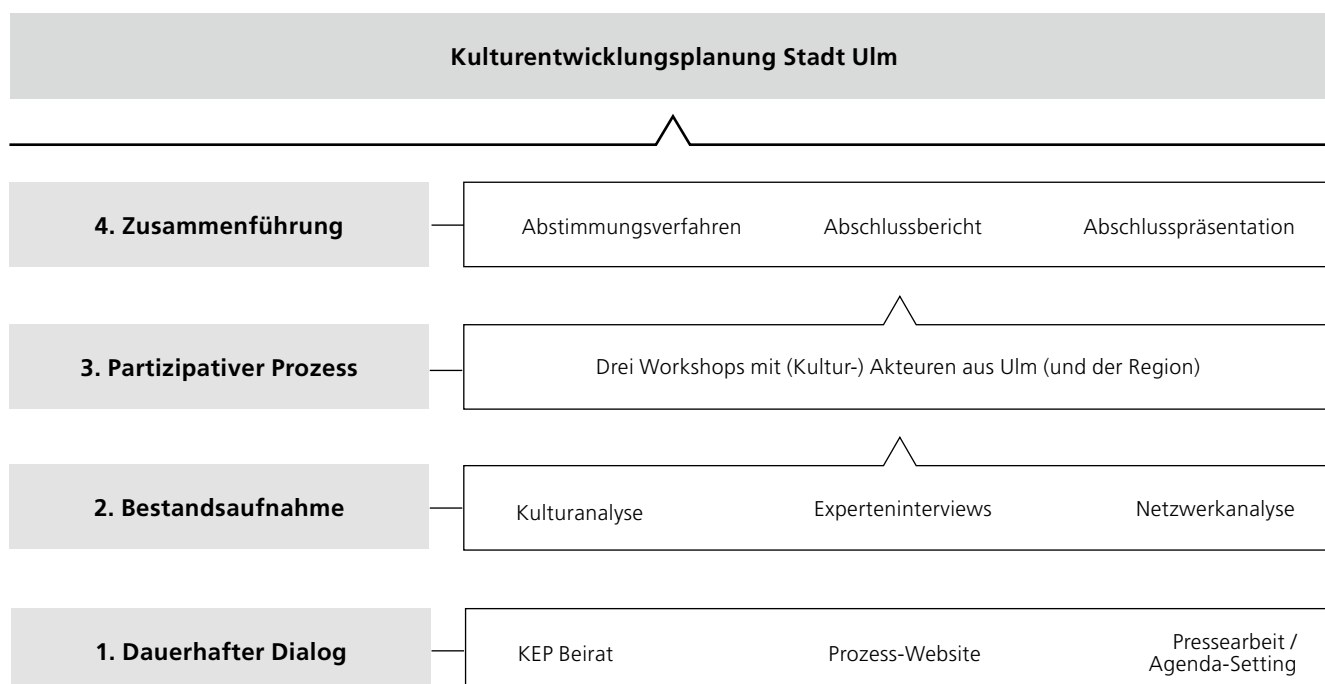 Kulturentwicklungsplanung Stadt Ulm
4. Zusammenführung
Abstimmungsverfahren
Abschlussbericht
Abschlusspräsentation
3. Partizipativer Prozess
Drei Workshops mit (Kultur-) Akteuren aus Ulm (und der Region)
2. Bestandsaufnahme
Kulturanalyse
Experteninterviews
Netzwerkanalyse
1. Dauerhafter Dialog
KEP Beirat
Prozess-Website
Pressearbeit /
Agenda-Setting